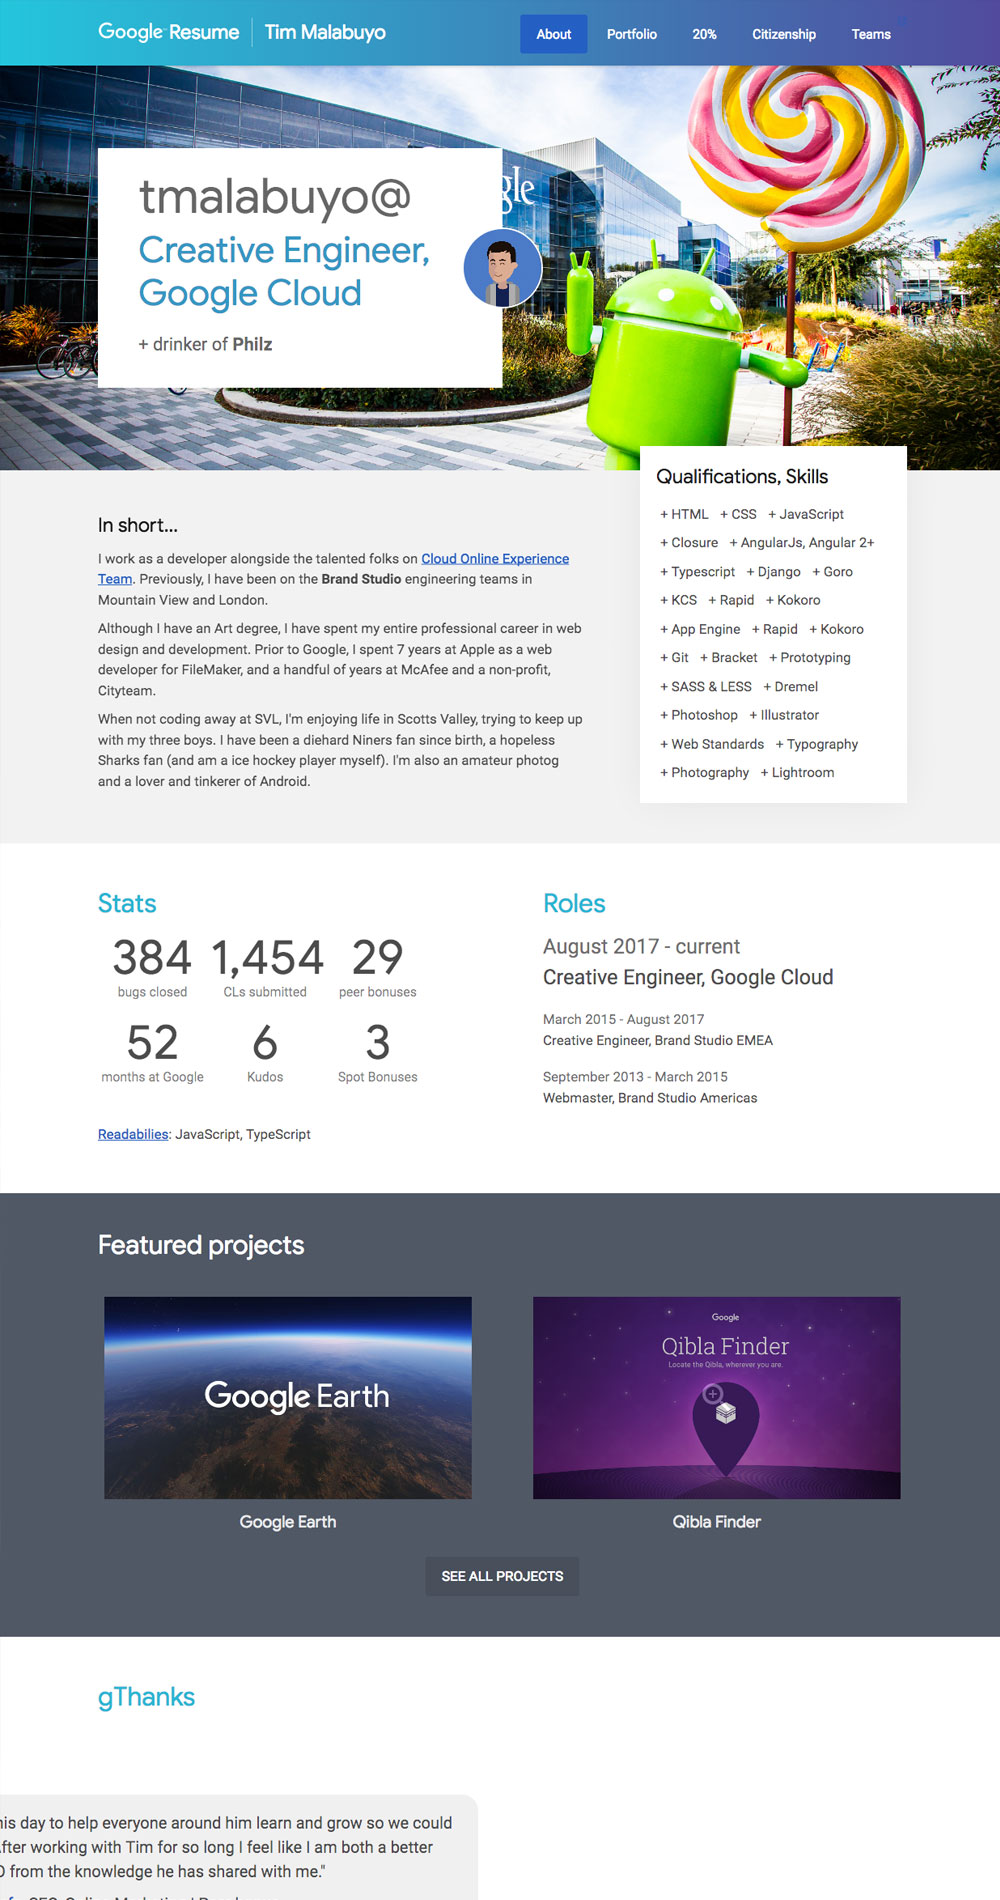 Google Resume
Tim Malabuyo
About
Portfolio
20%
Citizenship
Teams
tmalabuyo@
Creative Engineer,
Google Cloud
+ drinker of Philz
gle
In short...
I work as a developer alongside the talented folks on Cloud Online Experience
Team. Previously, I have been on the Brand Studio engineering teams in
Mountain View and London.
Although I have an Art degree, I have spent my entire professional career in web
design and development. Prior to Google, I spent 7 years at Apple as a web
developer for FileMaker, and a handful of years at McAfee and a non-profit,
Cityteam.
When not coding away at SVL, I'm enjoying life in Scotts Valley, trying to keep up
with my three boys. I have been a diehard Niners fan since birth, a hopeless
Sharks fan (and am a ice hockey player myself). I'm also an amateur photog
and a lover and tinkerer of Android.
Qualifications, Skills
+ HTML + CSS + JavaScript
+ Closure + AngularJs, Angular 2+
+ Typescript + Django + Goro
+ KCS + Rapid + Kokoro
+ App Engine + Rapid + Kokoro
+ Git + Bracket + Prototyping
+ SASS & LESS + Dremel
+ Photoshop + Illustrator
+ Web Standards + Typography
+ Photography + Lightroom
Stats
384
bugs closed
1,454
CLs submitted
29
peer bonuses
52
months at Google
6
Kudos
3
Spot Bonuses
Readabilies: JavaScript, TypeScript
Roles
August 2017 - current
Creative Engineer, Google Cloud
March 2015 - August 2017
Creative Engineer, Brand Studio EMEA
September 2013 - March 2015
Webmaster, Brand Studio Americas
Featured projects
Google Earth
Google Earth
Google
Qibla Finder
Locate the Qibla, wherever you are.
Qibla Finder
SEE ALL PROJECTS
gThanks
his day to help everyone around him learn and grow so we could
fter working with Tim for so long I feel like I am both a better
from the knowledge he has shared with me."